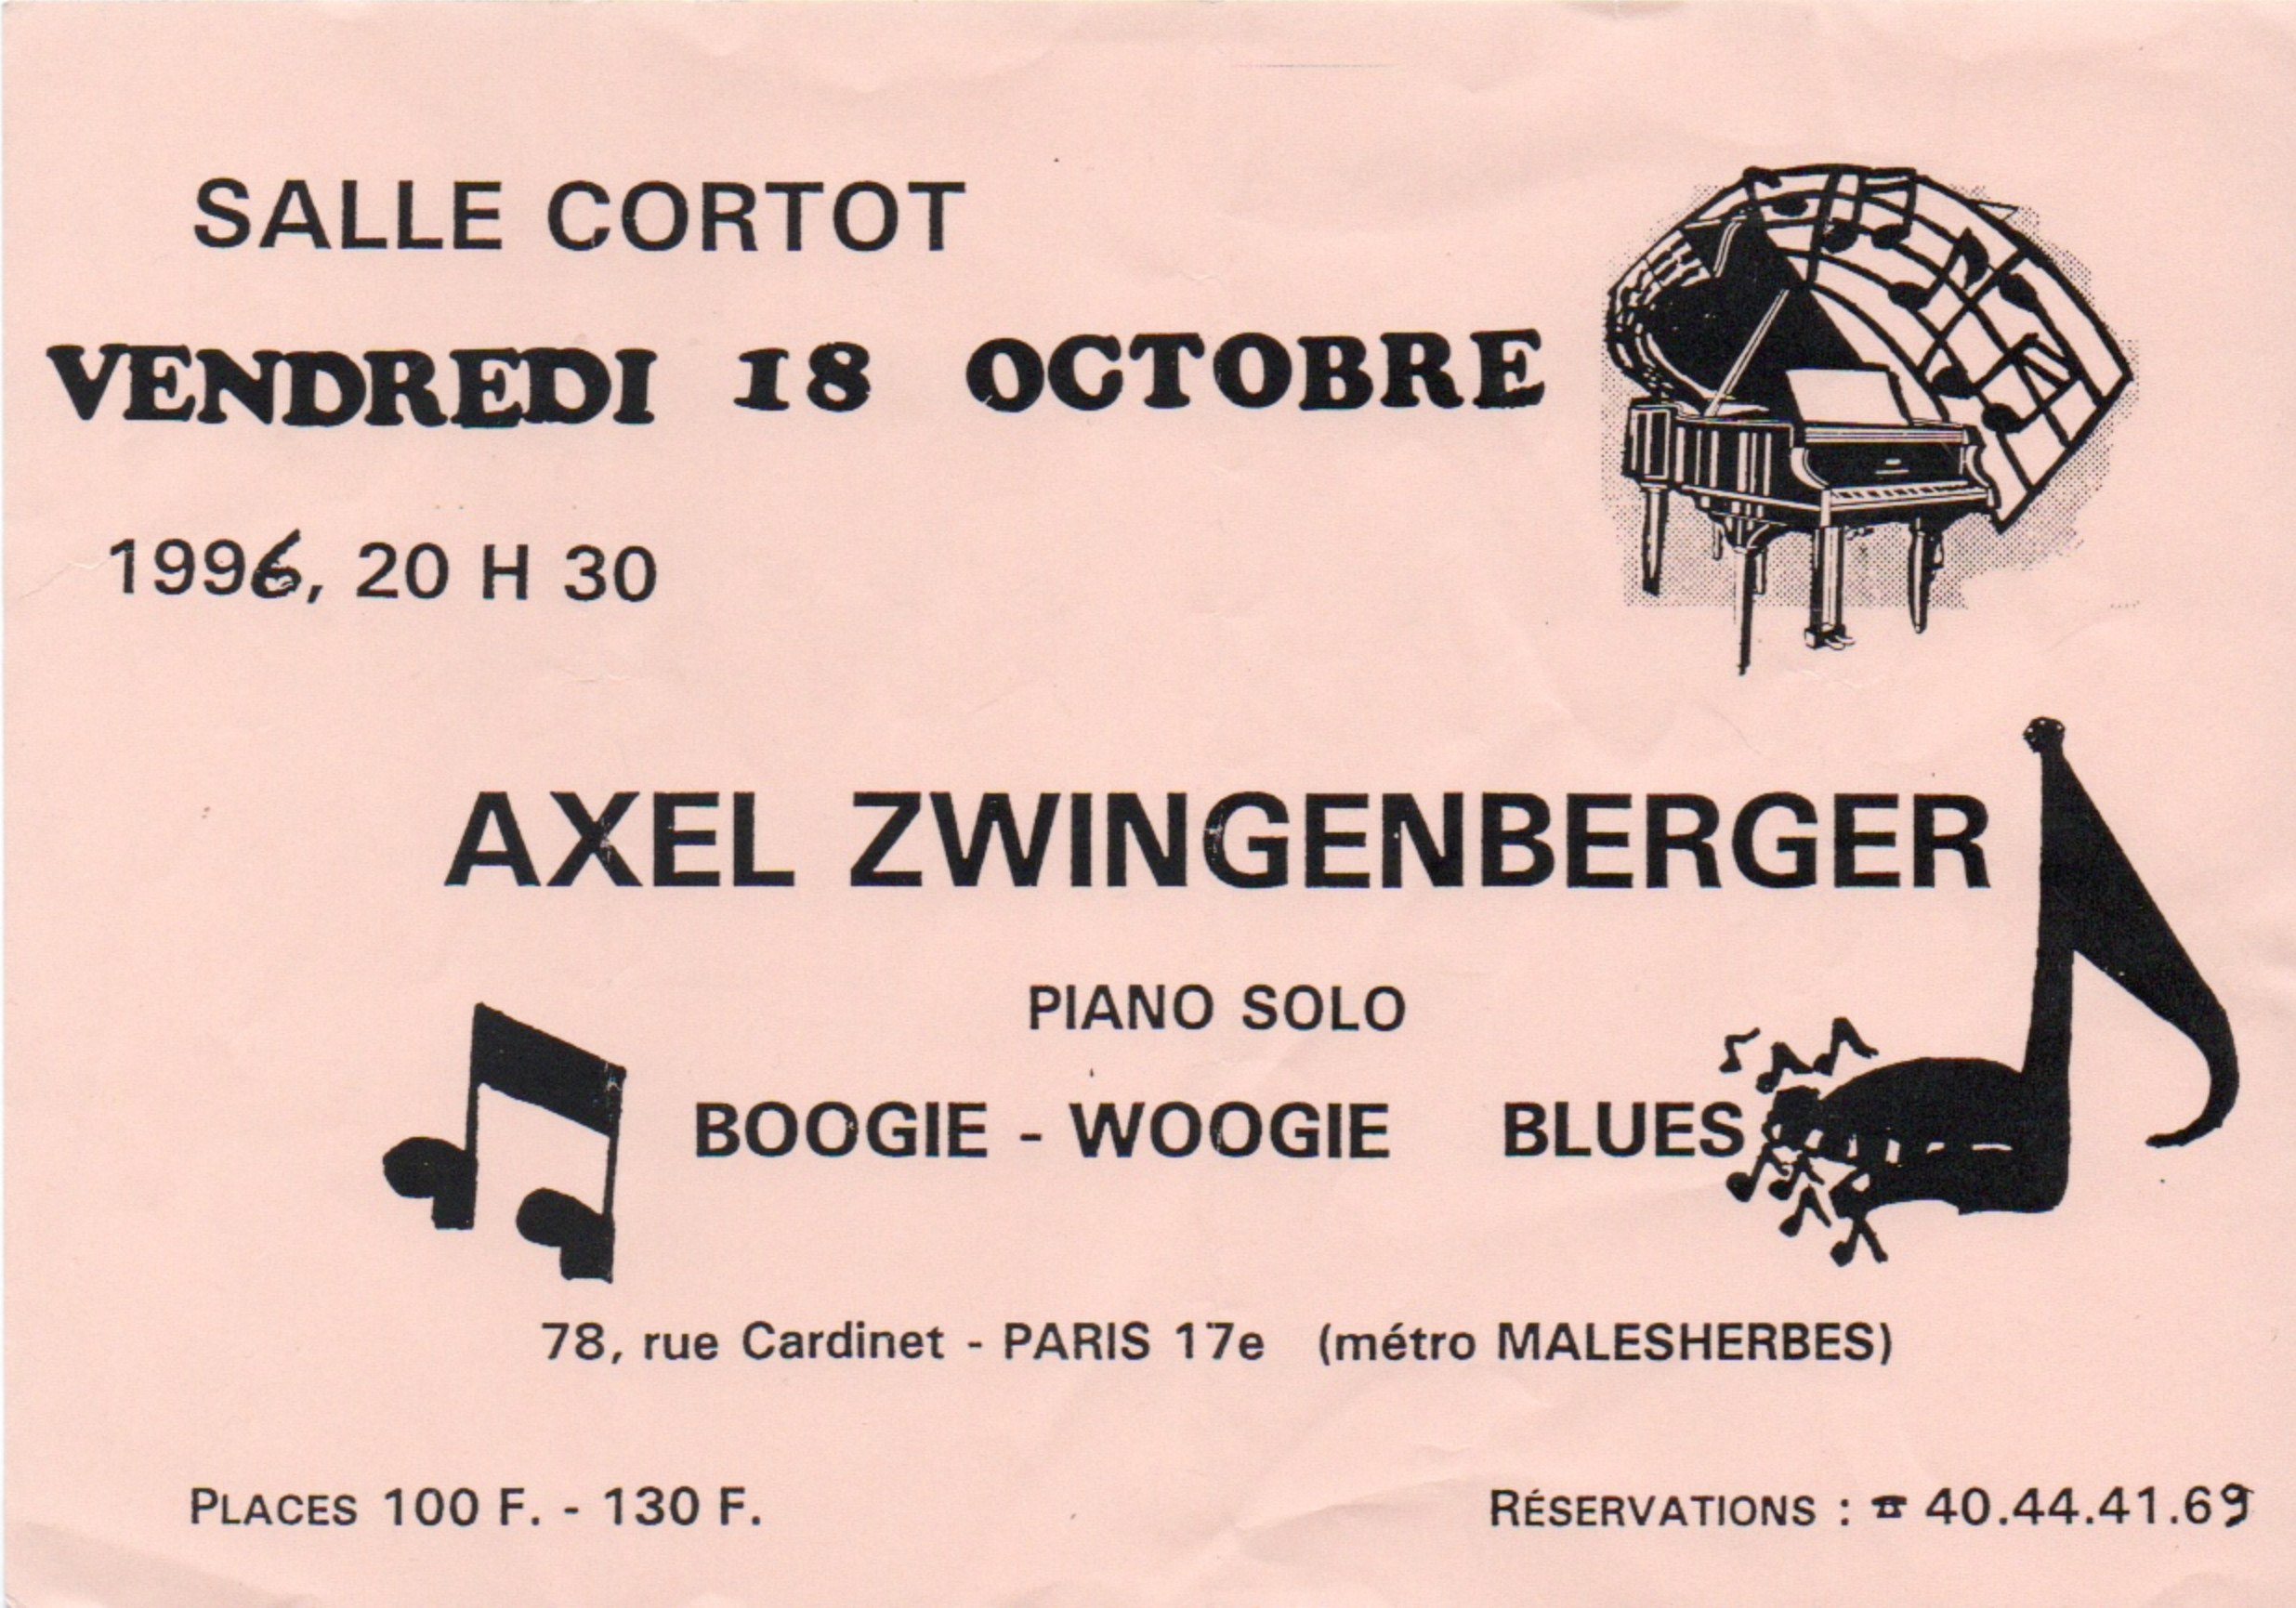 SALLE CORTOT
VENDREDI 18 OCTOBRE
1996, 20 H 30
AXEL ZWINGENBERGER
PIANO SOLO
BOOGIE - WOOGIE BLUES
78, rue Cardinet - PARIS 17e (métro MALESHERBES)
PLACES 100 F. - 130 F.
RÉSERVATIONS : ☎ 40.44.41.69